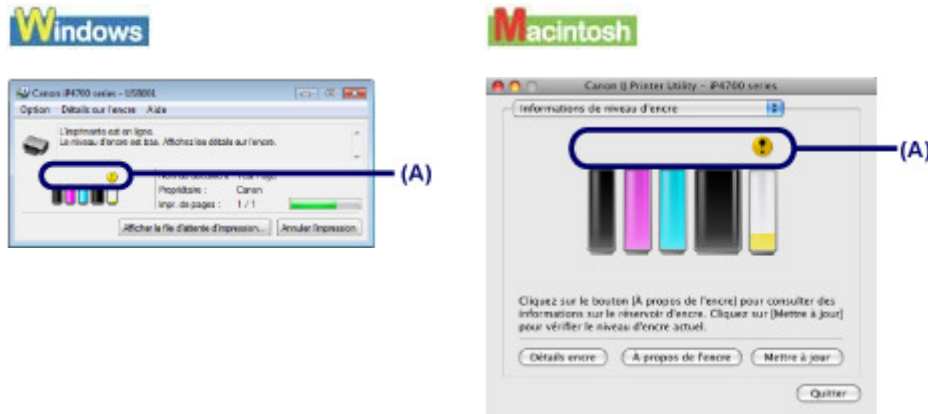 Windows
Canon iP4700 series - USB001
Option Détails sur l'encre Aide
L'imprimante est en ligne.
Le niveau d'encre est bas. Affichez les détails sur l'encre.
Propriétaire : Canon
Impr. de pages : 1 / 1
Afficher la file d'attente d'impression... Annuler l'impression
(A)
Macintosh
Canon IJ Printer Utility – iP4700 series
Informations de niveau d'encre
(A)
Cliquez sur le bouton [À propos de l'encre] pour consulter des
informations sur le réservoir d'encre. Cliquez sur [Mettre à jour]
pour vérifier le niveau d'encre actuel.
Détails encre À propos de l'encre Mettre à jour
Quitter